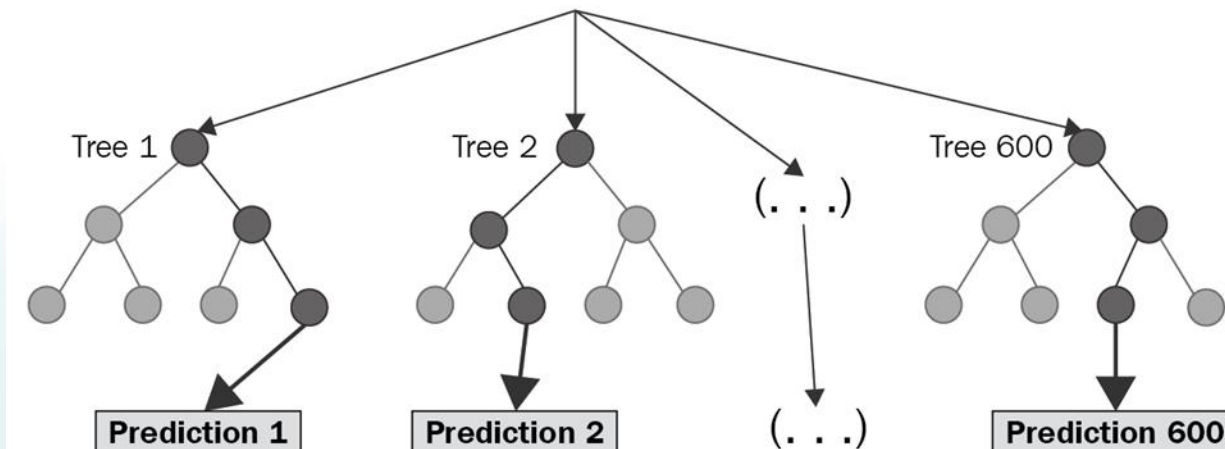 Tree 1
Tree 2
Tree 600
(. . .)
Prediction 1
Prediction 2
(. . .)
Prediction 600